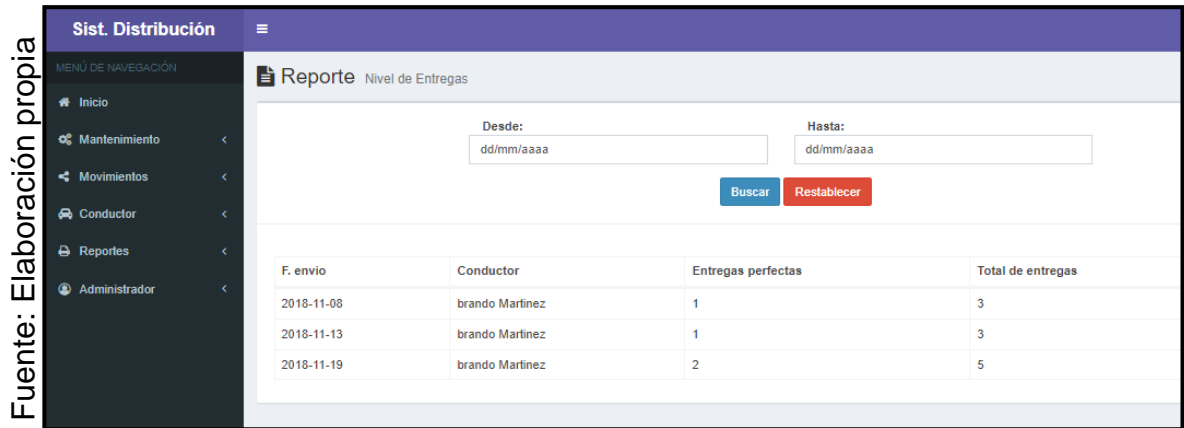 Fuente: Elaboración propia
Sist. Distribución
MENÚ DE NAVEGACIÓN
Inicio
Mantenimiento
Movimientos
Conductor
Reportes
Administrador
Reporte Nivel de Entregas
Desde: Hasta:
dd/mm/aaaa dd/mm/aaaa
Buscar Restablecer
F. envio Conductor Entregas perfectas Total de entregas
2018-11-08 brando Martinez 1 3
2018-11-13 brando Martinez 1 3
2018-11-19 brando Martinez 2 5